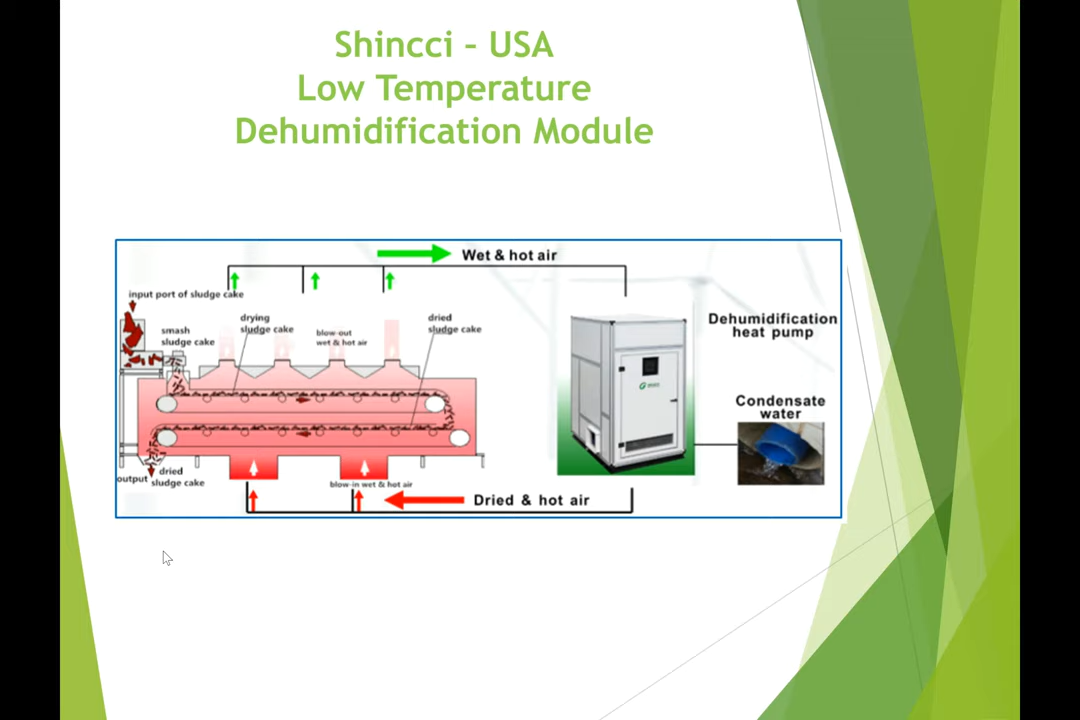 Shincci – USA
Low Temperature
Dehumidification Module
Wet & hot air
input port of sludge cake
smash
sludge cake
drying
sludge cake
blow-out
wet & hot air
dried
sludge cake
Dehumidification
heat pump
Condensate
water
output
dried
sludge cake
blow-in wet & hot air
Dried & hot air